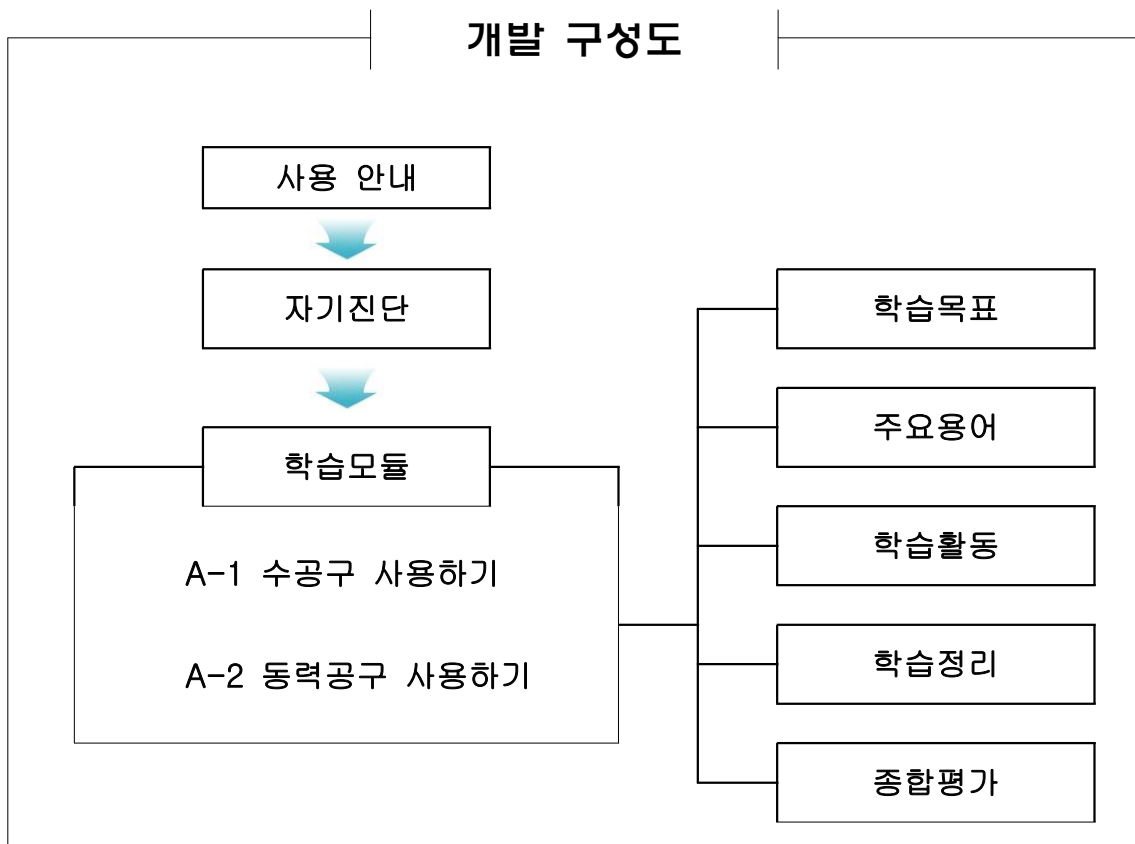 개발 구성도
사용 안내
자기진단
학습모듈
A-1 수공구 사용하기
A-2 동력공구 사용하기
학습목표
주요용어
학습활동
학습정리
종합평가